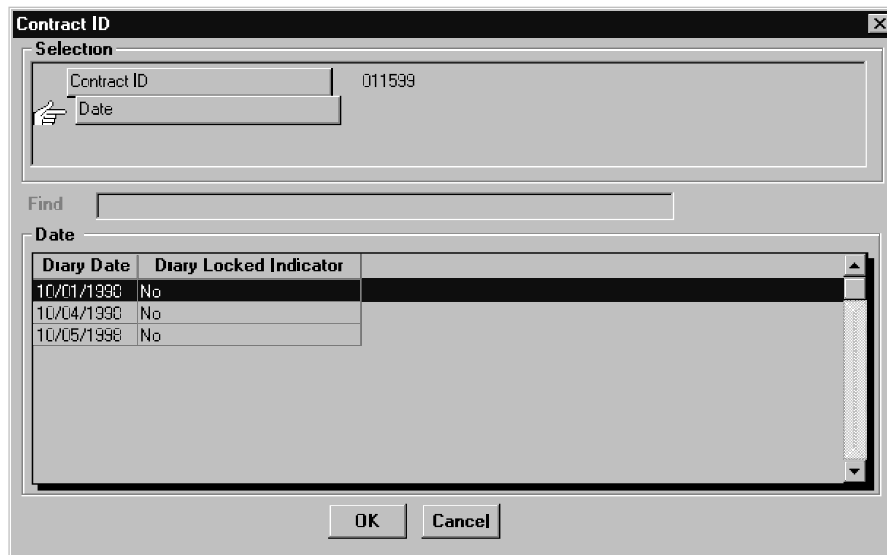 Contract ID
Selection
Contract ID 011599
Date
Find
Date
Diary Date Diary Locked Indicator
10/01/1998 No
10/04/1998 No
10/05/1998 No
OK Cancel